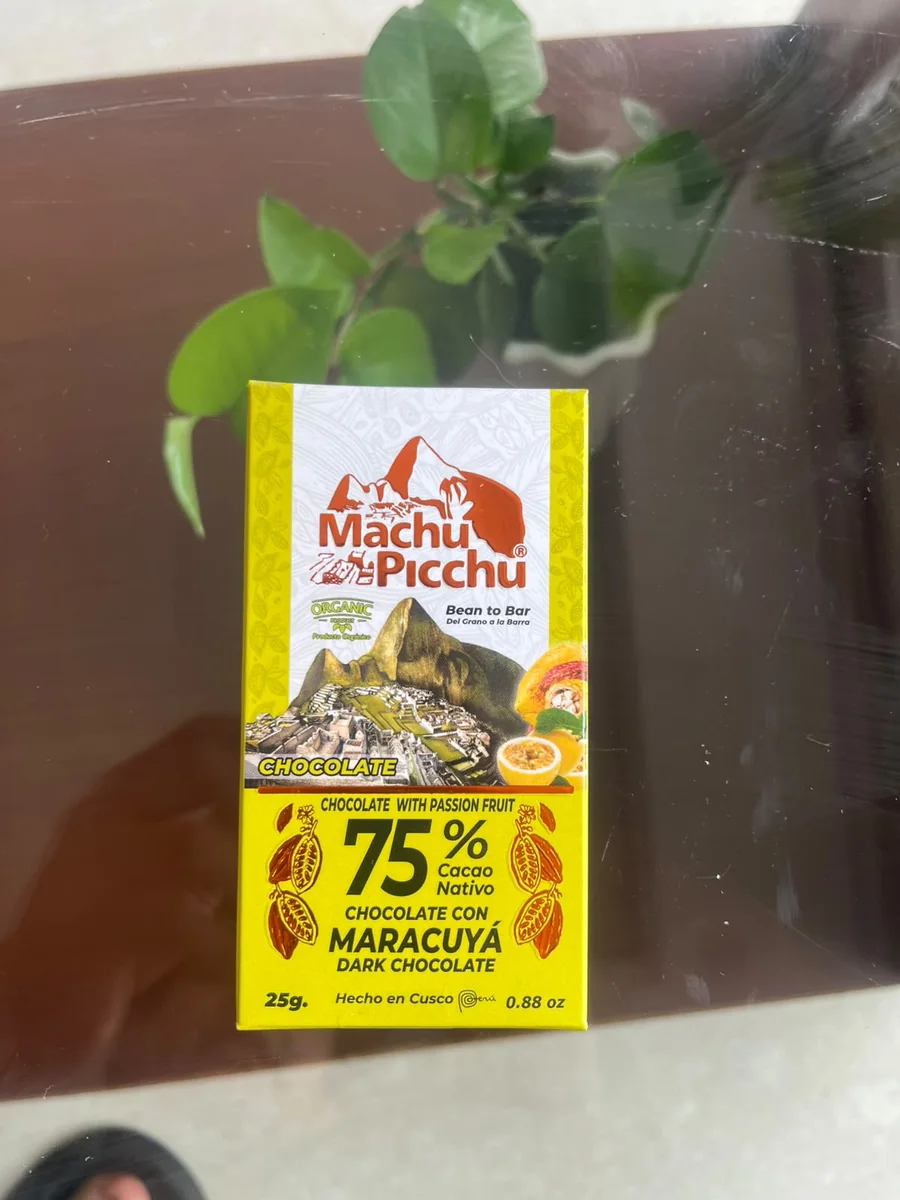 Machu
Picchu®
ORGANIC
Producto Orgánico
Bean to Bar
Del Grano a la Barra
CHOCOLATE
CHOCOLATE WITH PASSION FRUIT
75%
Cacao
Nativo
CHOCOLATE CON
MARACUYÁ
DARK CHOCOLATE
25g. Hecho en Cusco Perú 0.88 oz